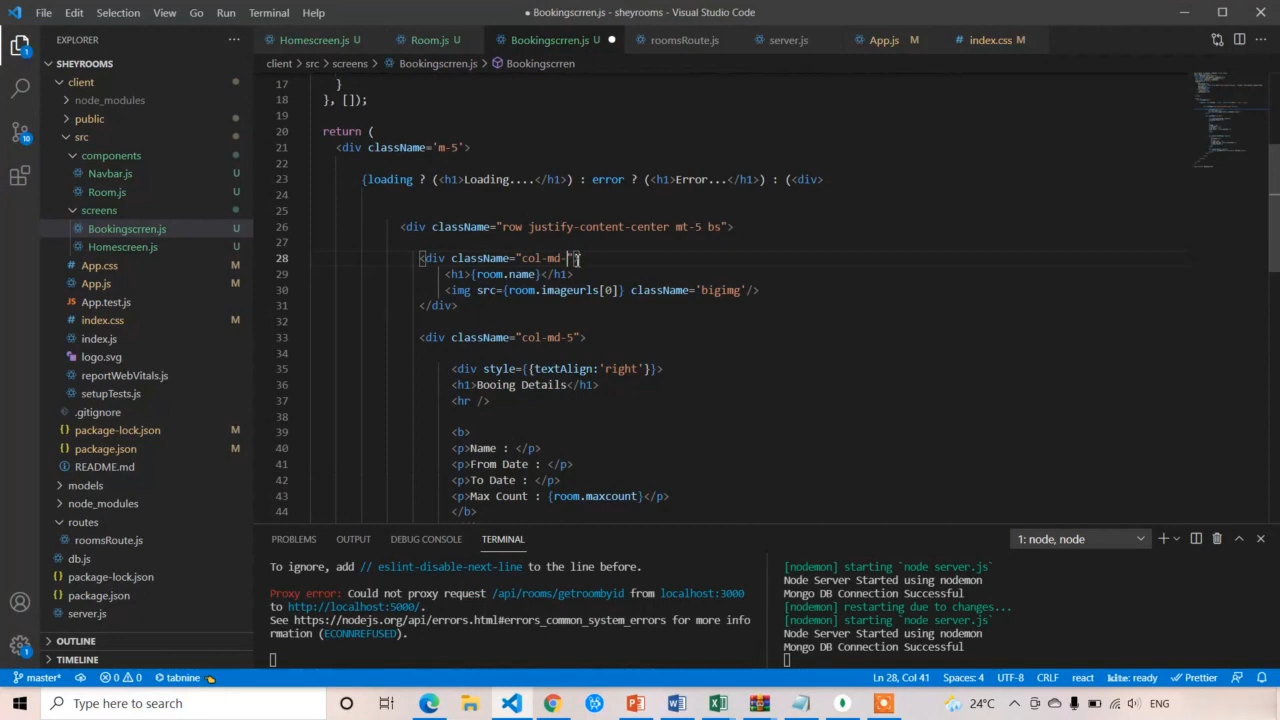 File Edit Selection View Go Run Terminal Help
● Bookingscrren.js - sheyrooms - Visual Studio Code
EXPLORER
SHEYROOMS
client
node_modules
public
src
components
Navbar.js U
Room.js U
screens
Bookingscrren.js U
Homescreen.js U
App.css M
App.js M
App.test.js
index.css M
index.js
logo.svg
reportWebVitals.js
setupTests.js
.gitignore
package-lock.json M
package.json M
README.md
models
node_modules
routes
roomsRoute.js
db.js
package-lock.json
package.json
server.js
OUTLINE
TIMELINE
1
10
1
Homescreen.js U Room.js U Bookingscrren.js U ● roomsRoute.js server.js App.js M index.css M
client > src > screens > Bookingscrren.js > Bookingscrren
17 }
18 }, []);
19
20 return (
21 <div className='m-5'>
22
23 {loading ? (<h1>Loading....</h1>) : error ? (<h1>Error...</h1>) : (<div>
24
25
26 <div className="row justify-content-center mt-5 bs">
27
28 <div className="col-md-">
29 <h1>{room.name}</h1>
30 <img src={room.imageurls[0]} className='bigimg'/>
31 </div>
32
33 <div className="col-md-5">
34
35 <div style={{textAlign:'right'}}>
36 <h1>Booing Details</h1>
37 <hr />
38
39 <b>
40 <p>Name : </p>
41 <p>From Date : </p>
42 <p>To Date : </p>
43 <p>Max Count : {room.maxcount}</p>
44 </b>
PROBLEMS OUTPUT DEBUG CONSOLE TERMINAL
1: node, node
To ignore, add // eslint-disable-next-line to the line before.
Proxy error: Could not proxy request /api/rooms/getroombyid from localhost:3000
to http://localhost:5000/.
See https://nodejs.org/api/errors.html#errors_common_system_errors for more info
rmation (ECONNREFUSED).
[nodemon] starting `node server.js`
Node Server Started using nodemon
Mongo DB Connection Successful
[nodemon] restarting due to changes...
[nodemon] starting `node server.js`
Node Server Started using nodemon
Mongo DB Connection Successful
master* 0 0 tabnine Ln 28, Col 41 Spaces: 4 UTF-8 CRLF react kite: ready Prettier
Type here to search
24°C ENG